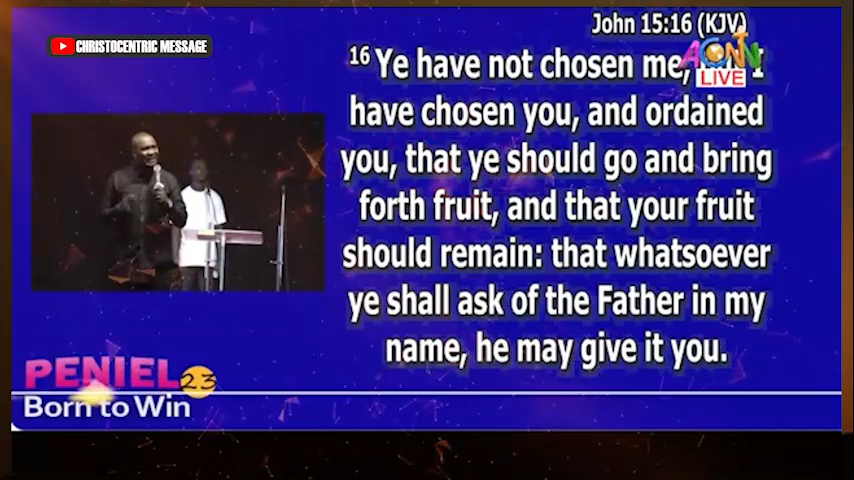 CHRISTOCENTRIC MESSAGE
John 15:16 (KJV)
ACNN
LIVE
16 Ye have not chosen me, I
have chosen you, and ordained
you, that ye should go and bring
forth fruit, and that your fruit
should remain: that whatsoever
ye shall ask of the Father in my
name, he may give it you.
PENIEL 23
Born to Win